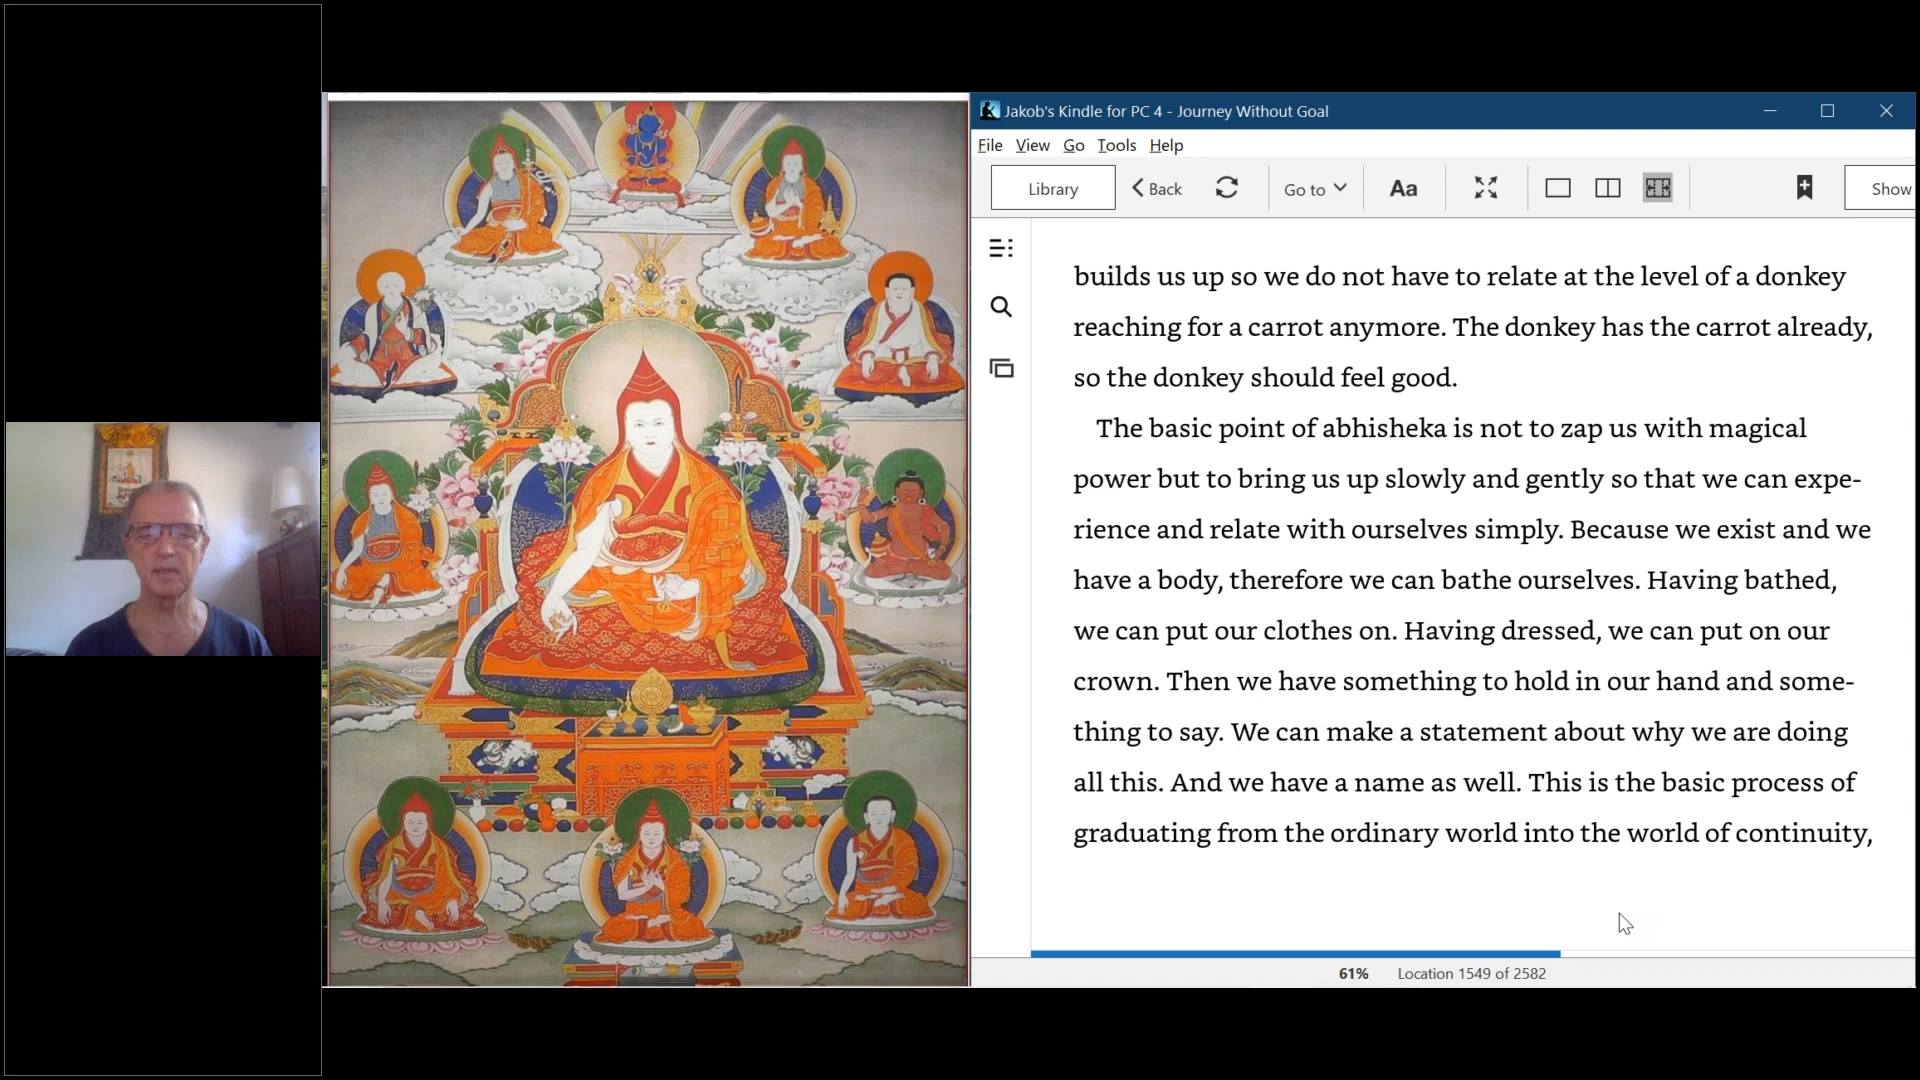 Jakob's Kindle for PC 4 - Journey Without Goal
File View Go Tools Help
Library Back Go to Aa Show
builds us up so we do not have to relate at the level of a donkey
reaching for a carrot anymore. The donkey has the carrot already,
so the donkey should feel good.
The basic point of abhisheka is not to zap us with magical
power but to bring us up slowly and gently so that we can expe-
rience and relate with ourselves simply. Because we exist and we
have a body, therefore we can bathe ourselves. Having bathed,
we can put our clothes on. Having dressed, we can put on our
crown. Then we have something to hold in our hand and some-
thing to say. We can make a statement about why we are doing
all this. And we have a name as well. This is the basic process of
graduating from the ordinary world into the world of continuity,
61% Location 1549 of 2582